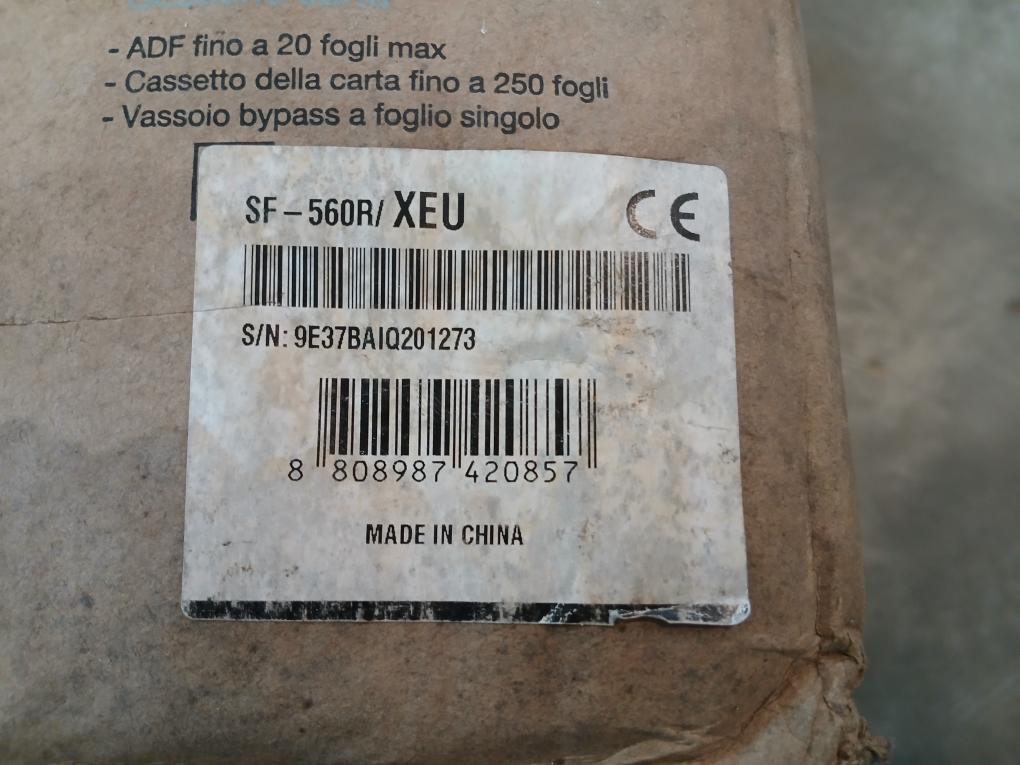 - ADF fino a 20 fogli max
- Cassetto della carta fino a 250 fogli
- Vassoio bypass a foglio singolo
SF-560R/XEU CE
S/N: 9E37BAIQ201273
8 808987 420857
MADE IN CHINA